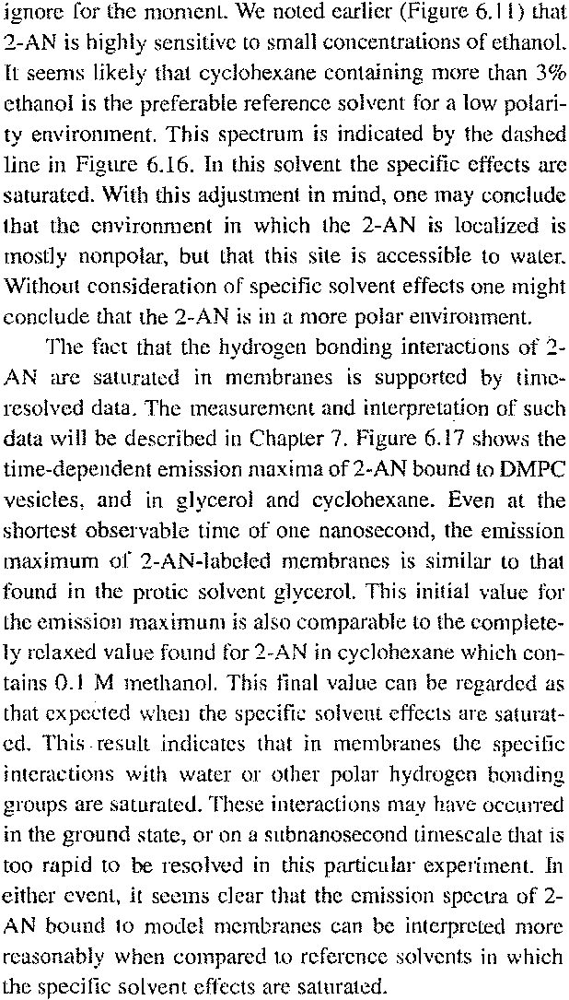 ignore for the moment. We noted earlier (Figure 6.11) that
2-AN is highly sensitive to small concentrations of ethanol.
It seems likely that cyclohexane containing more than 3%
ethanol is the preferable reference solvent for a low polari-
ty environment. This spectrum is indicated by the dashed
line in Figure 6.16. In this solvent the specific effects are
saturated. With this adjustment in mind, one may conclude
that the environment in which the 2-AN is localized is
mostly nonpolar, but that this site is accessible to water.
Without consideration of specific solvent effects one might
conclude that the 2-AN is in a more polar environment.
The fact that the hydrogen bonding interactions of 2-
AN are saturated in membranes is supported by time-
resolved data. The measurement and interpretation of such
data will be described in Chapter 7. Figure 6.17 shows the
time-dependent emission maxima of 2-AN bound to DMPC
vesicles, and in glycerol and cyclohexane. Even at the
shortest observable time of one nanosecond, the emission
maximum of 2-AN-labeled membranes is similar to that
found in the protic solvent glycerol. This initial value for
the emission maximum is also comparable to the complete-
ly relaxed value found for 2-AN in cyclohexane which con-
tains 0.1 M methanol. This final value can be regarded as
that expected when the specific solvent effects are saturat-
ed. This result indicates that in membranes the specific
interactions with water or other polar hydrogen bonding
groups are saturated. These interactions may have occurred
in the ground state, or on a subnanosecond timescale that is
too rapid to be resolved in this particular experiment. In
either event, it seems clear that the emission spectra of 2-
AN bound to model membranes can be interpreted more
reasonably when compared to reference solvents in which
the specific solvent effects are saturated.